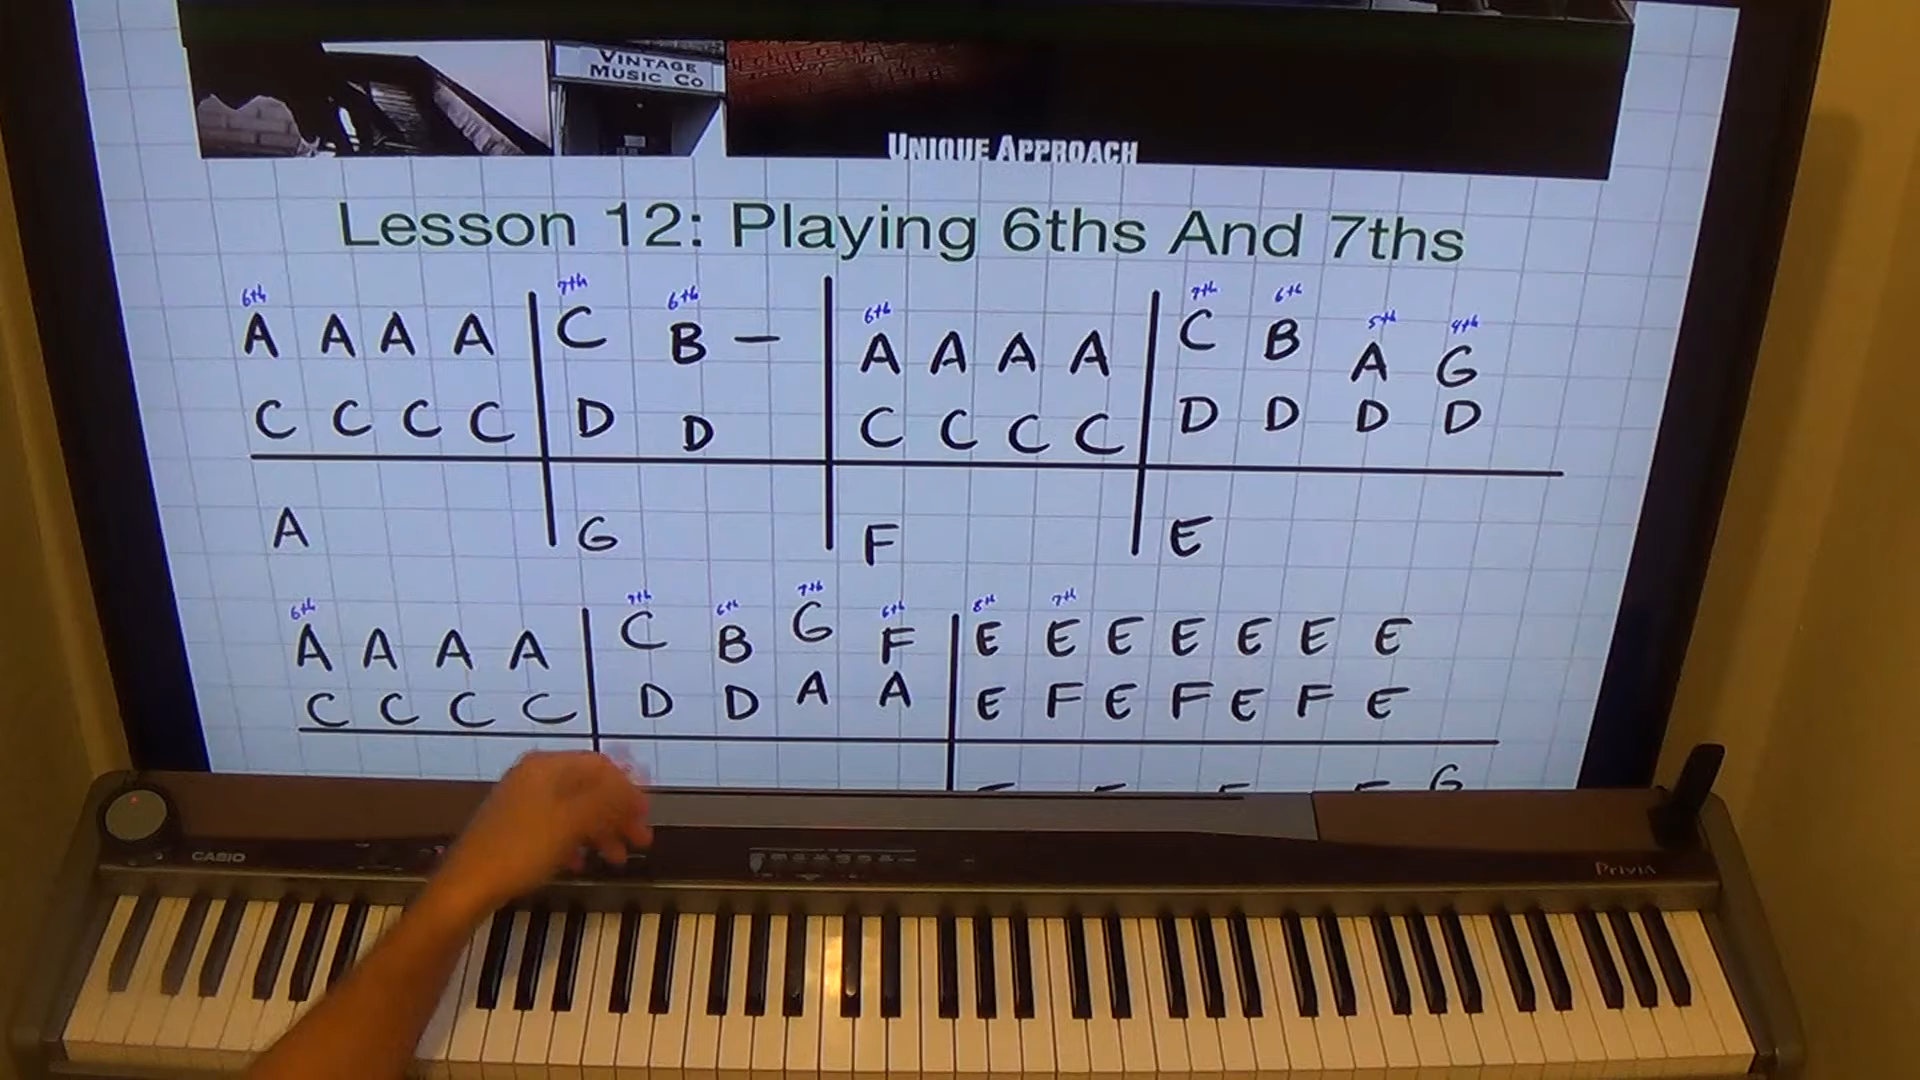 VINTAGE
MUSIC CO
UNIQUE APPROACH
Lesson 12: Playing 6ths And 7ths
6th 7th 6th 6th 7th 6th 5th 4th
A A A A C B – A A A A C B A G
C C C C D D C C C C D D D D
A G F E
6th 7th 6th 7th 6th 8th 7th
A A A A C B G F E E E E E E E
C C C C D D A A E F E F E F E
G
CASIO
Privia